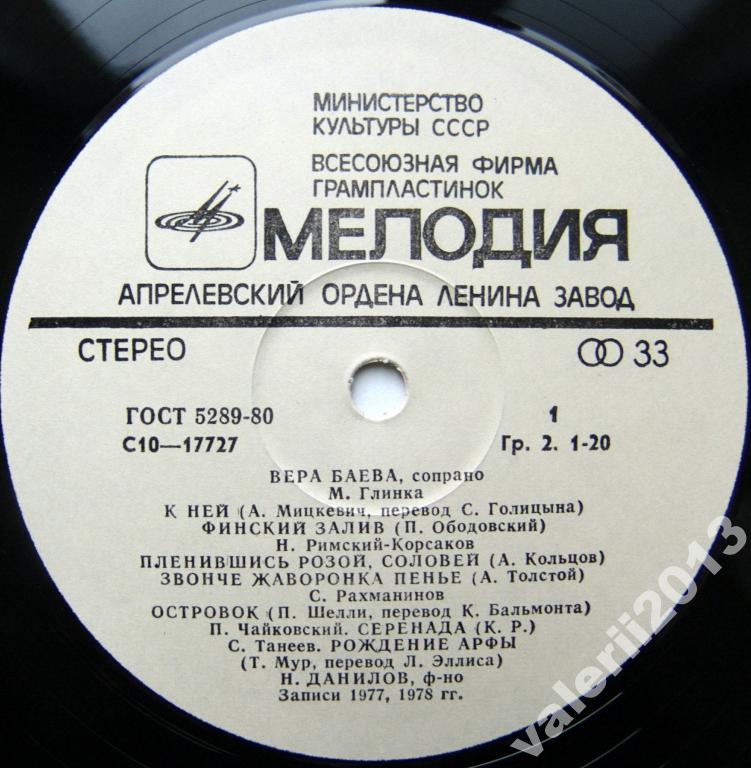 МИНИСТЕРСТВО
КУЛЬТУРЫ СССР
ВСЕСОЮЗНАЯ ФИРМА
ГРАМПЛАСТИНОК
МЕЛОДИЯ
АПРЕЛЕВСКИЙ ОРДЕНА ЛЕНИНА ЗАВОД
СТЕРЕО 33
ГОСТ 5289-80 1
С10—17727 Гр. 2. 1-20
ВЕРА БАЕВА, сопрано
М. Глинка
К НЕЙ (А. Мицкевич, перевод С. Голицына)
ФИНСКИЙ ЗАЛИВ (П. Ободовский)
Н. Римский-Корсаков
ПЛЕНИВШИСЬ РОЗОЙ, СОЛОВЕЙ (А. Кольцов)
ЗВОНЧЕ ЖАВОРОНКА ПЕНЬЕ (А. Толстой)
С. Рахманинов
ОСТРОВОК (П. Шелли, перевод К. Бальмонта)
П. Чайковский. СЕРЕНАДА (К. Р.)
С. Танеев. РОЖДЕНИЕ АРФЫ
(Т. Мур, перевод Л. Эллиса)
Н. ДАНИЛОВ, ф-но
Записи 1977, 1978 гг.
valerii2013